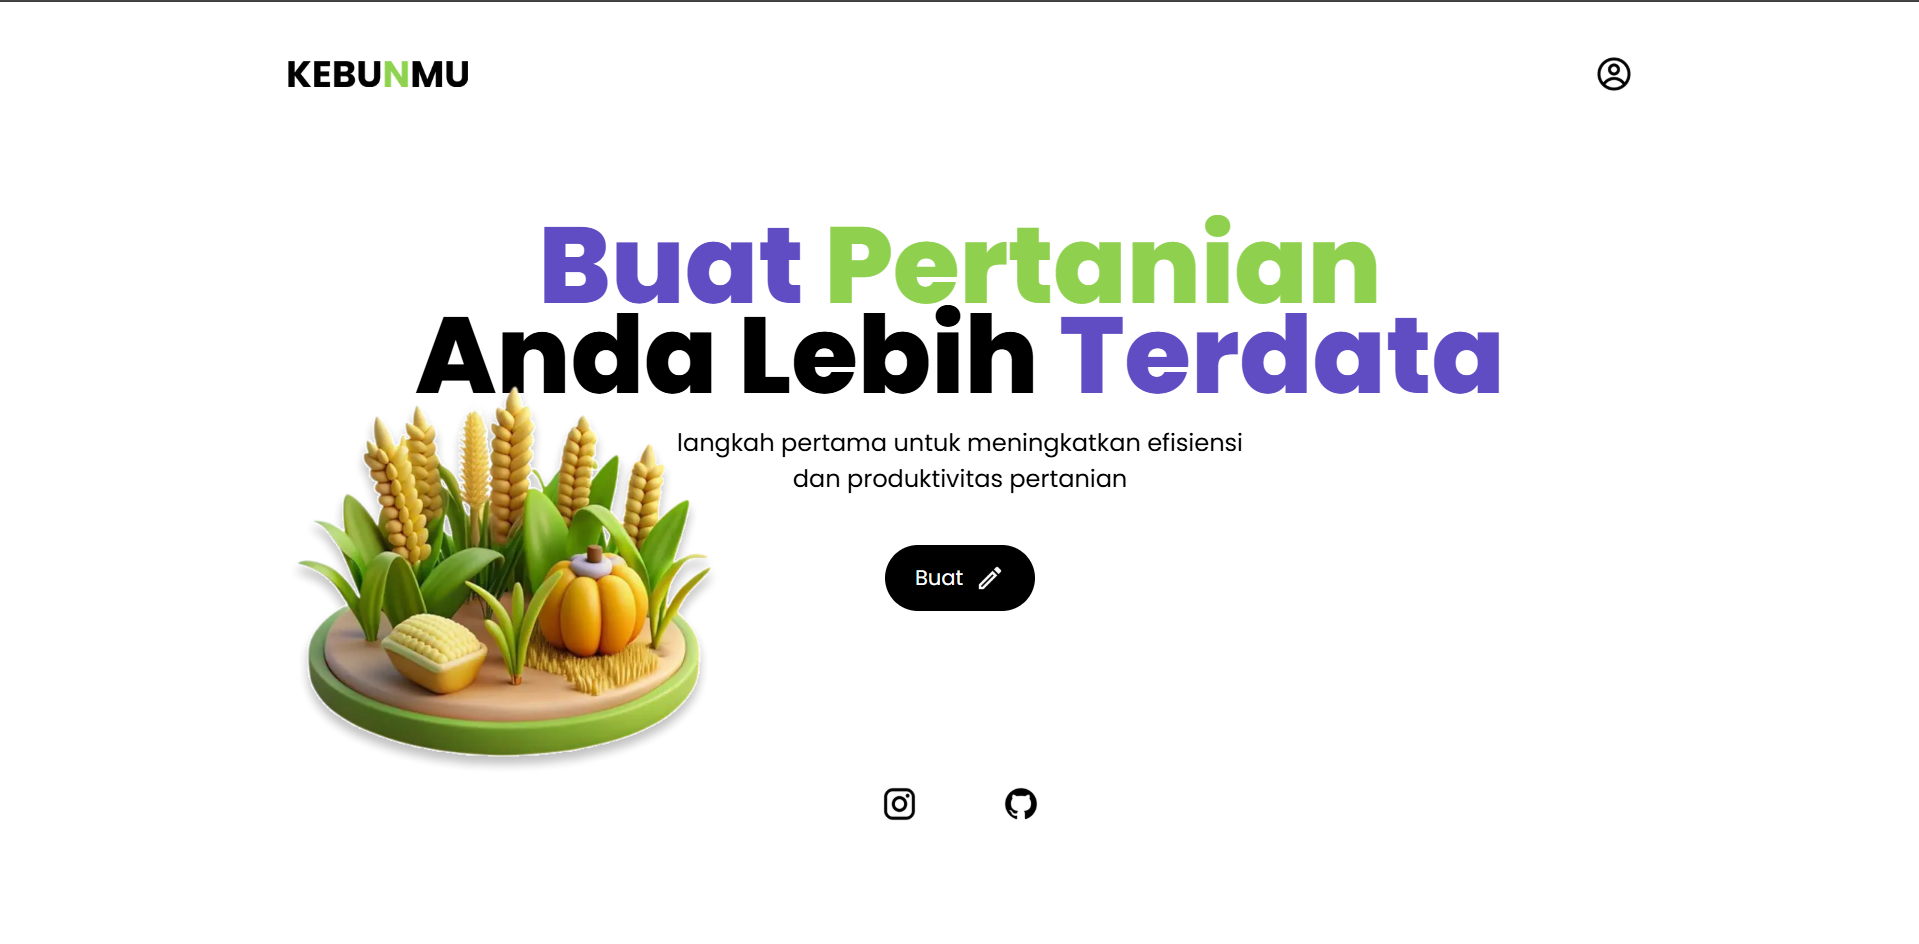 KEBUNMU
Buat Pertanian
Anda Lebih Terdata
langkah pertama untuk meningkatkan efisiensi
dan produktivitas pertanian
Buat